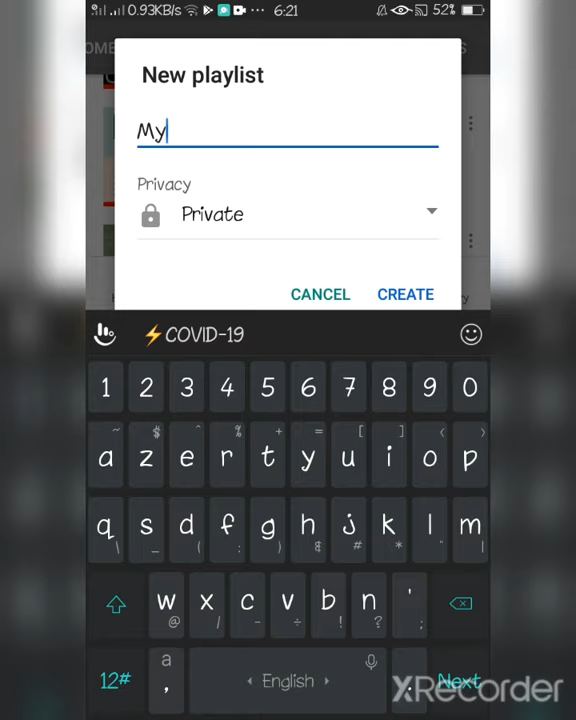 0.93KB/s ... 6:21 52%
OME S
New playlist
My
Privacy
Private
CANCEL CREATE
⚡COVID-19
1 2 3 4 5 6 7 8 9 0
~ $ ^ % + = [ ] < >
a z e r t y u i o p
q s d f g h j k l m
\ _ ( : ) & # * " |
w x c v b n '
@ / - ÷ ! ? ;
12# a , English . Next
XRecorder